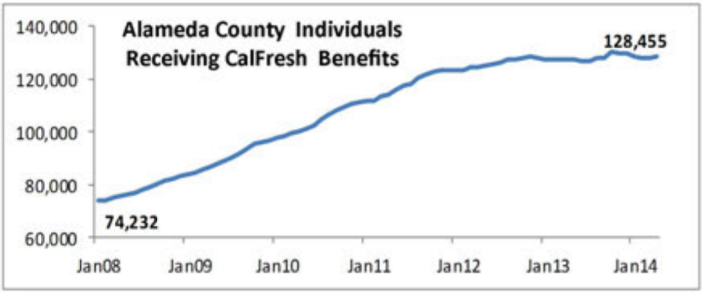 Alameda County Individuals
Receiving CalFresh Benefits
140,000
120,000
100,000
80,000
60,000
128,455
74,232
Jan08 Jan09 Jan10 Jan11 Jan12 Jan13 Jan14